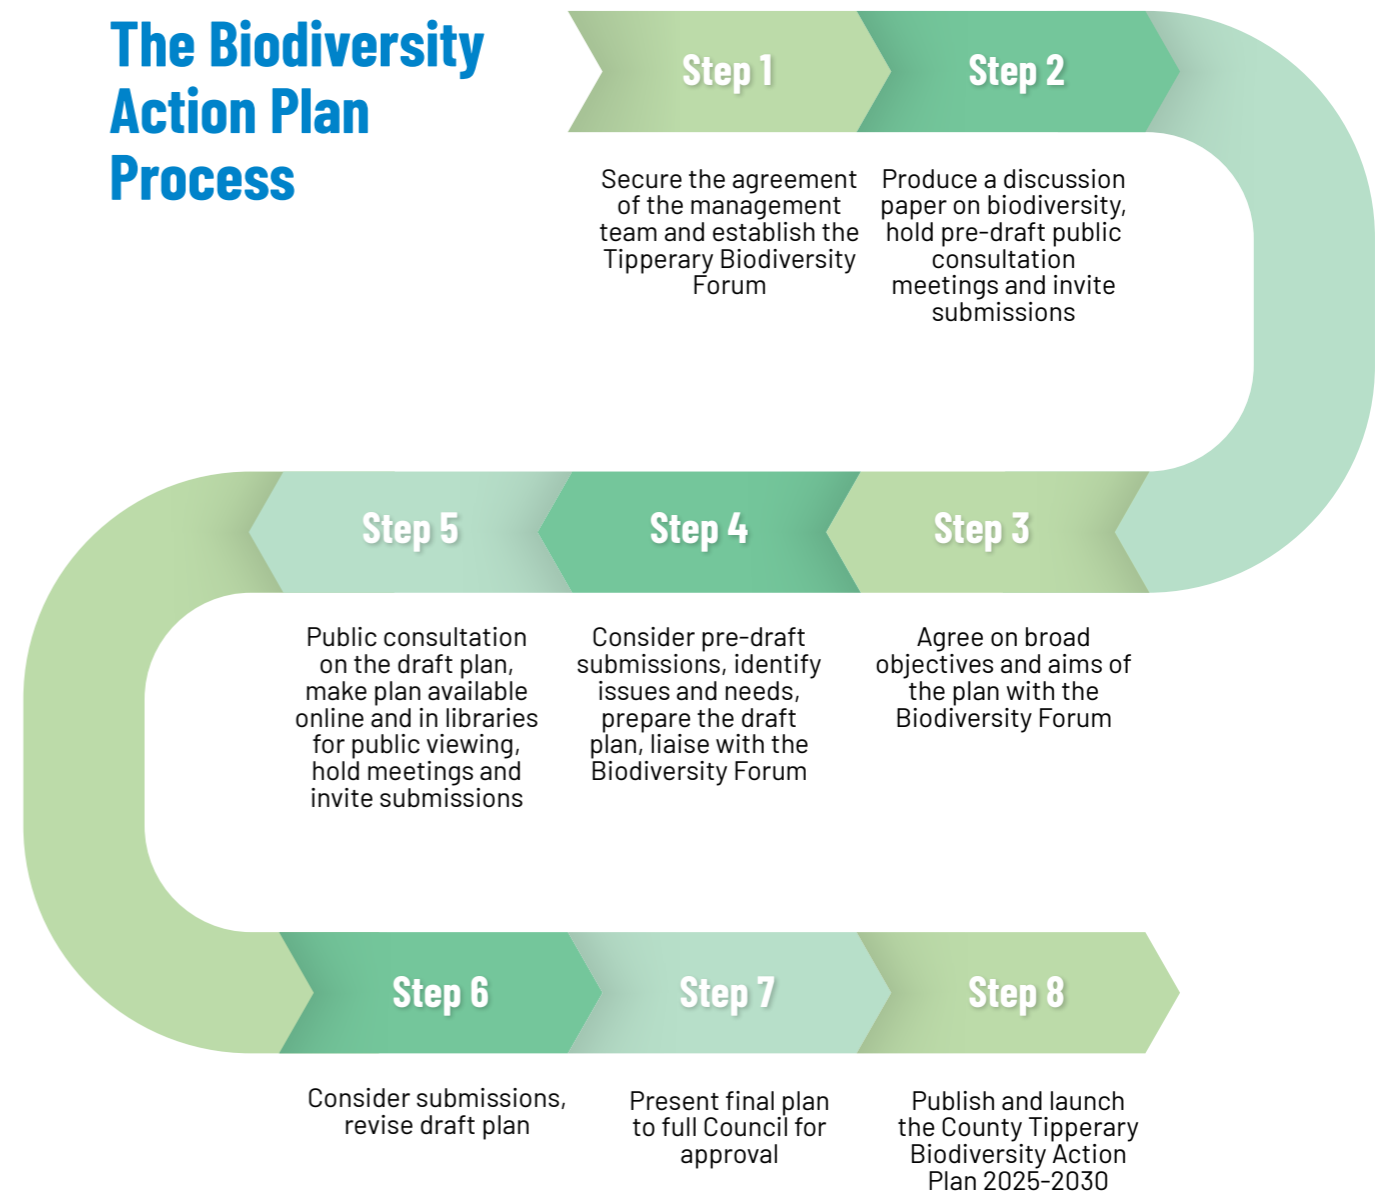 The Biodiversity
Action Plan
Process
Step 1
Secure the agreement
of the management
team and establish the
Tipperary Biodiversity
Forum
Step 2
Produce a discussion
paper on biodiversity,
hold pre-draft public
consultation
meetings and invite
submissions
Step 3
Agree on broad
objectives and aims of
the plan with the
Biodiversity Forum
Step 4
Consider pre-draft
submissions, identify
issues and needs,
prepare the draft
plan, liaise with the
Biodiversity Forum
Step 5
Public consultation
on the draft plan,
make plan available
online and in libraries
for public viewing,
hold meetings and
invite submissions
Step 6
Consider submissions,
revise draft plan
Step 7
Present final plan
to full Council for
approval
Step 8
Publish and launch
the County Tipperary
Biodiversity Action
Plan 2025-2030